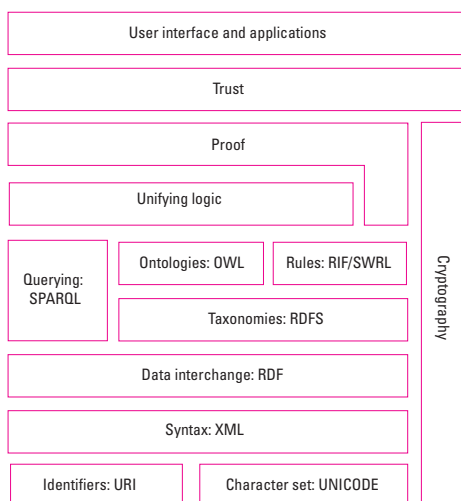 User interface and applications
Trust
Proof
Unifying logic
Querying:
SPARQL
Ontologies: OWL
Rules: RIF/SWRL
Taxonomies: RDFS
Cryptography
Data interchange: RDF
Syntax: XML
Identifiers: URI
Character set: UNICODE